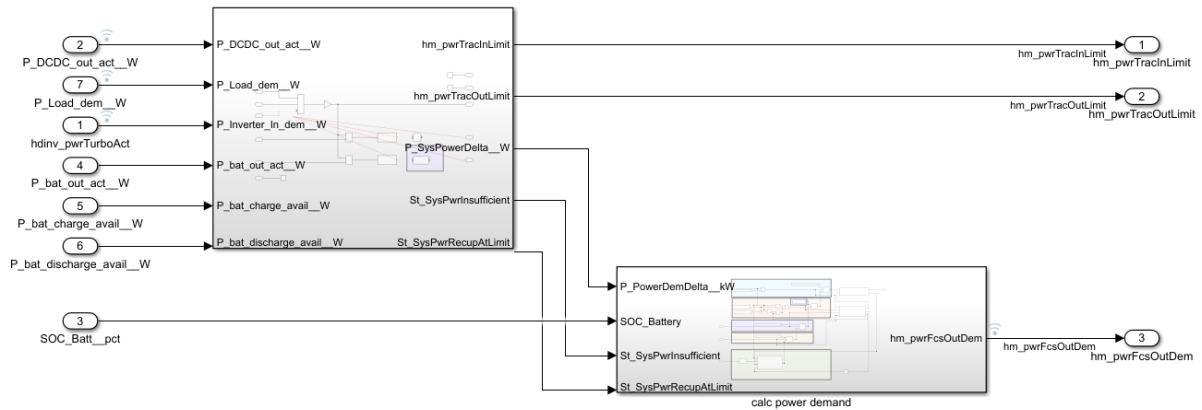 2
P_DCDC_out_act__W
7
P_Load_dem__W
1
hdinv_pwrTurboAct
4
P_bat_out_act__W
5
P_bat_charge_avail__W
6
P_bat_discharge_avail__W
3
SOC_Batt__pct
P_DCDC_out_act__W
P_Load_dem__W
P_Inverter_In_dem__W
P_bat_out_act__W
P_bat_charge_avail__W
P_bat_discharge_avail__W
hm_pwrTracInLimit
hm_pwrTracOutLimit
P_SysPowerDelta__W
St_SysPwrInsufficient
St_SysPwrRecupAtLimit
hm_pwrTracInLimit
1
hm_pwrTracInLimit
hm_pwrTracOutLimit
2
hm_pwrTracOutLimit
P_PowerDemDelta__kW
SOC_Battery
St_SysPwrInsufficient
St_SysPwrRecupAtLimit
hm_pwrFcsOutDem
calc power demand
hm_pwrFcsOutDem
3
hm_pwrFcsOutDem